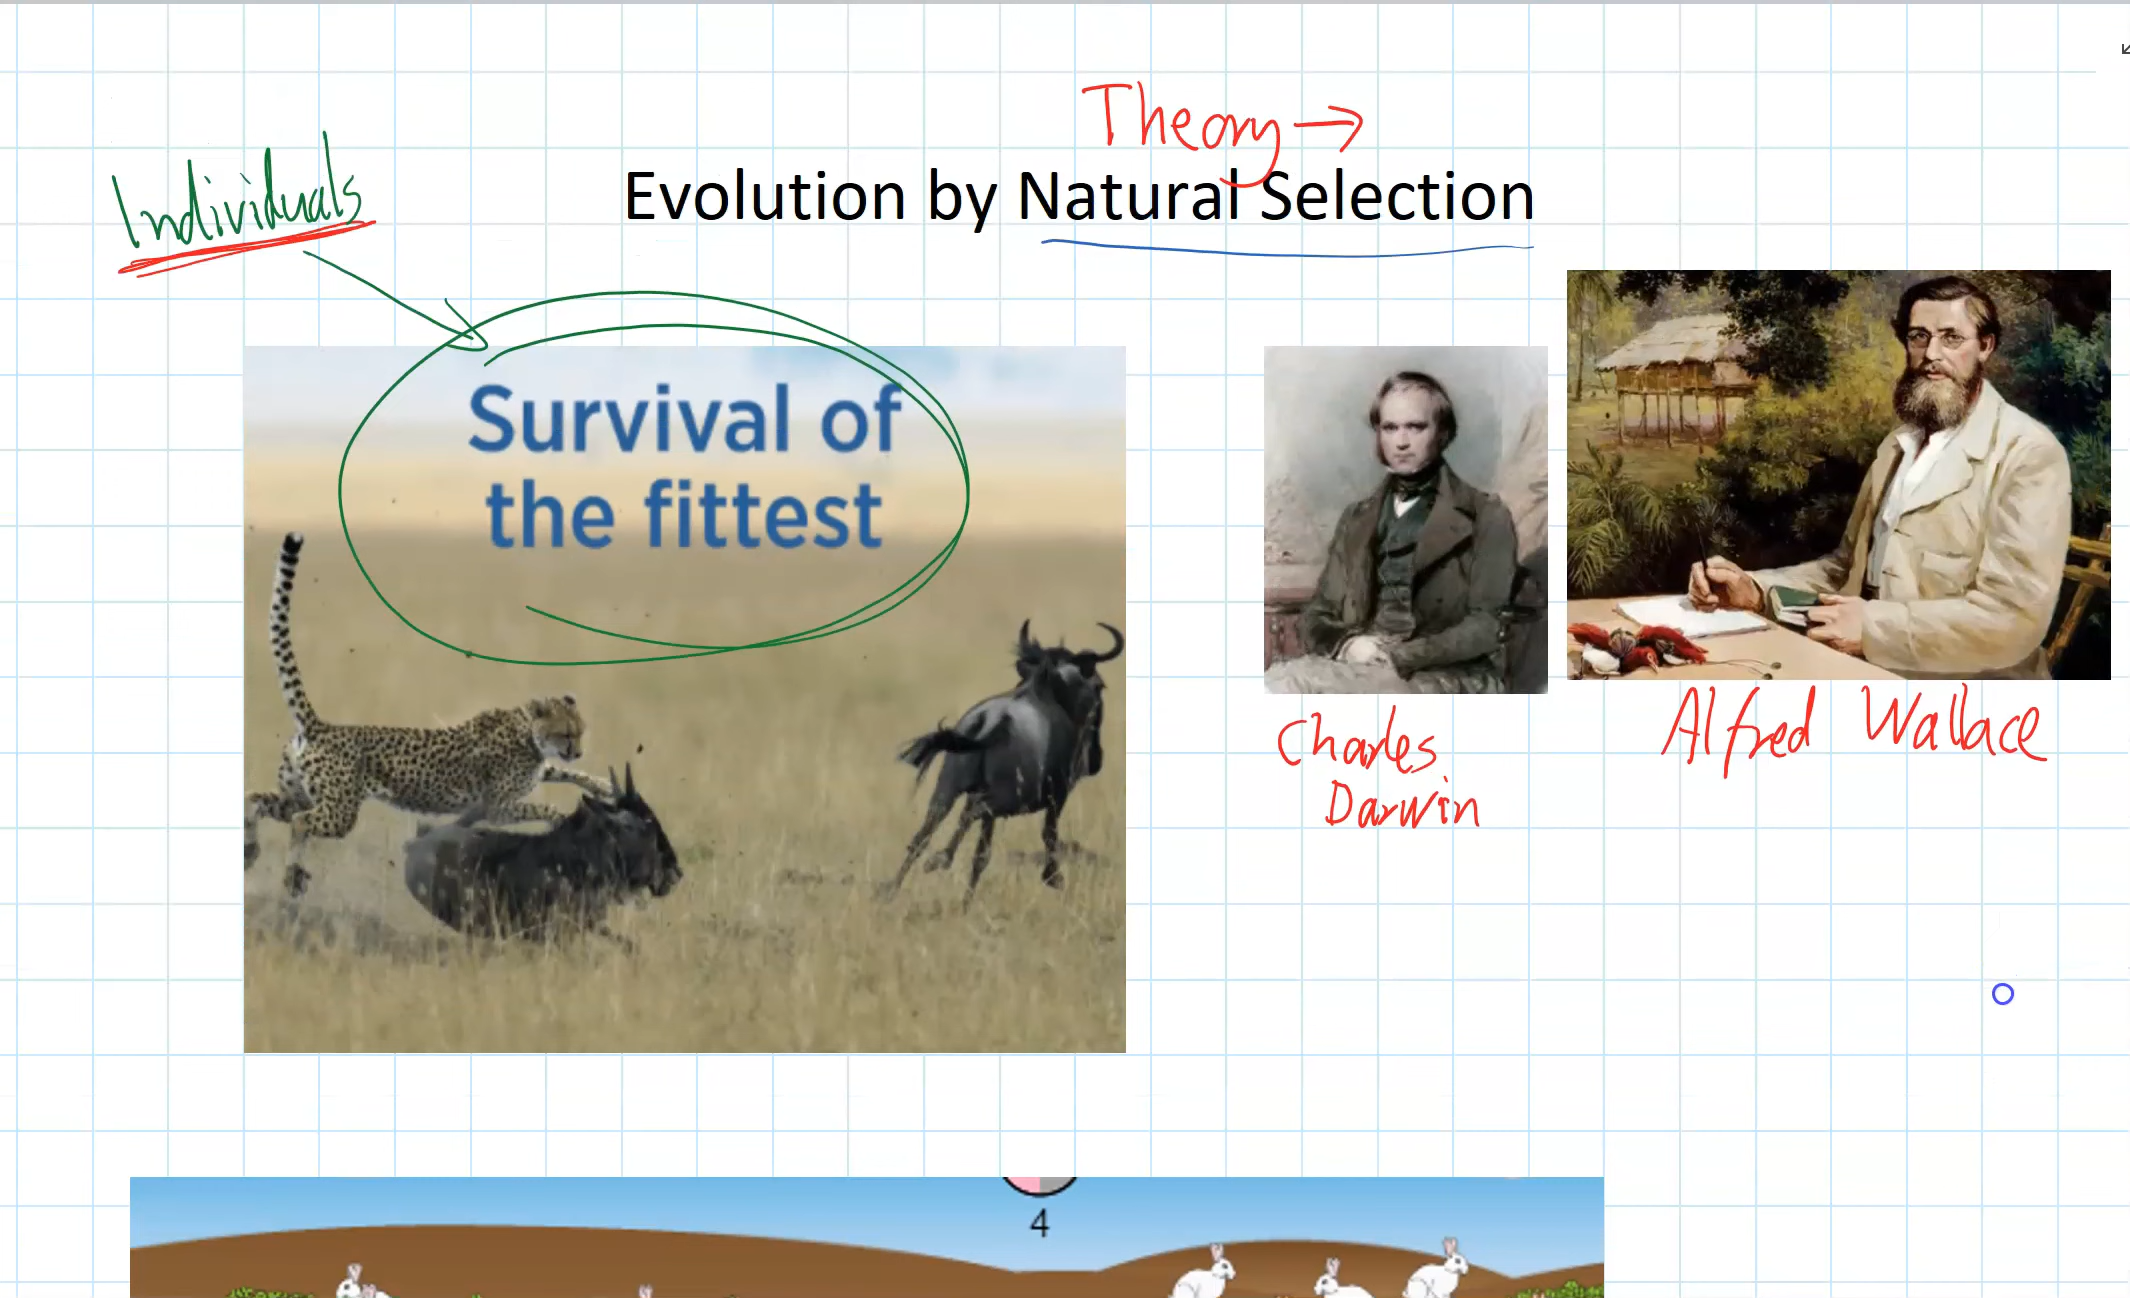 Theory →
Individuals
Evolution by Natural Selection
Survival of
the fittest
Charles
Darwin
Alfred Wallace
4